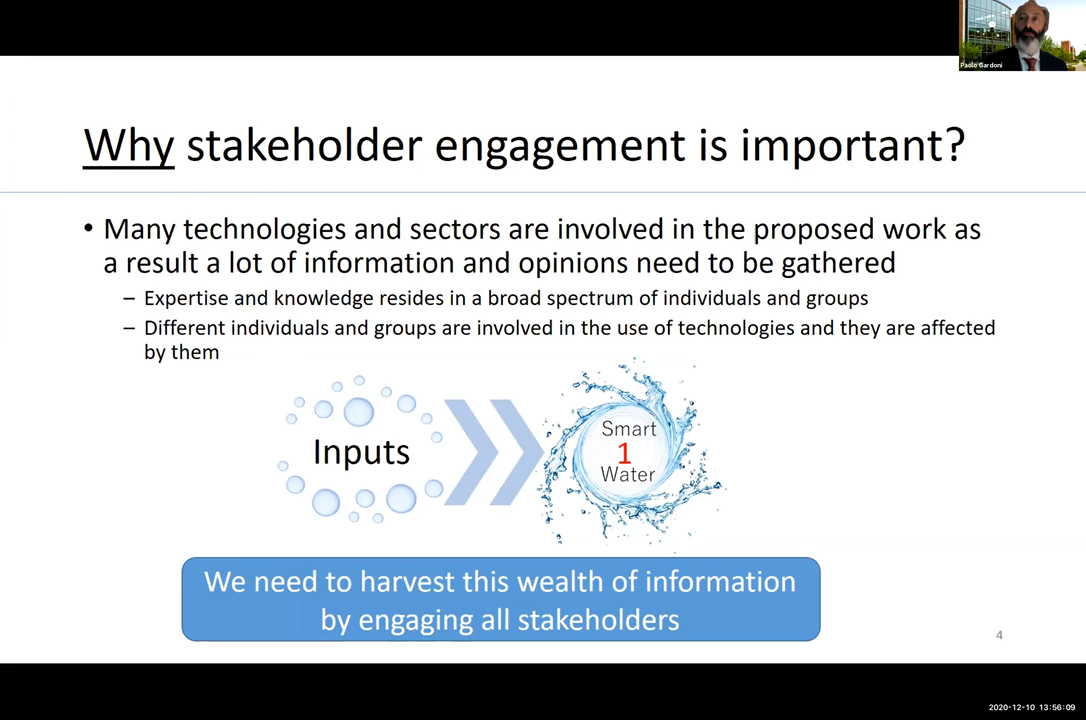 Paolo Gardoni
Why stakeholder engagement is important?
• Many technologies and sectors are involved in the proposed work as
a result a lot of information and opinions need to be gathered
– Expertise and knowledge resides in a broad spectrum of individuals and groups
– Different individuals and groups are involved in the use of technologies and they are affected
by them
Inputs
Smart
1
Water
We need to harvest this wealth of information
by engaging all stakeholders
4
2020-12-10 13:56:09